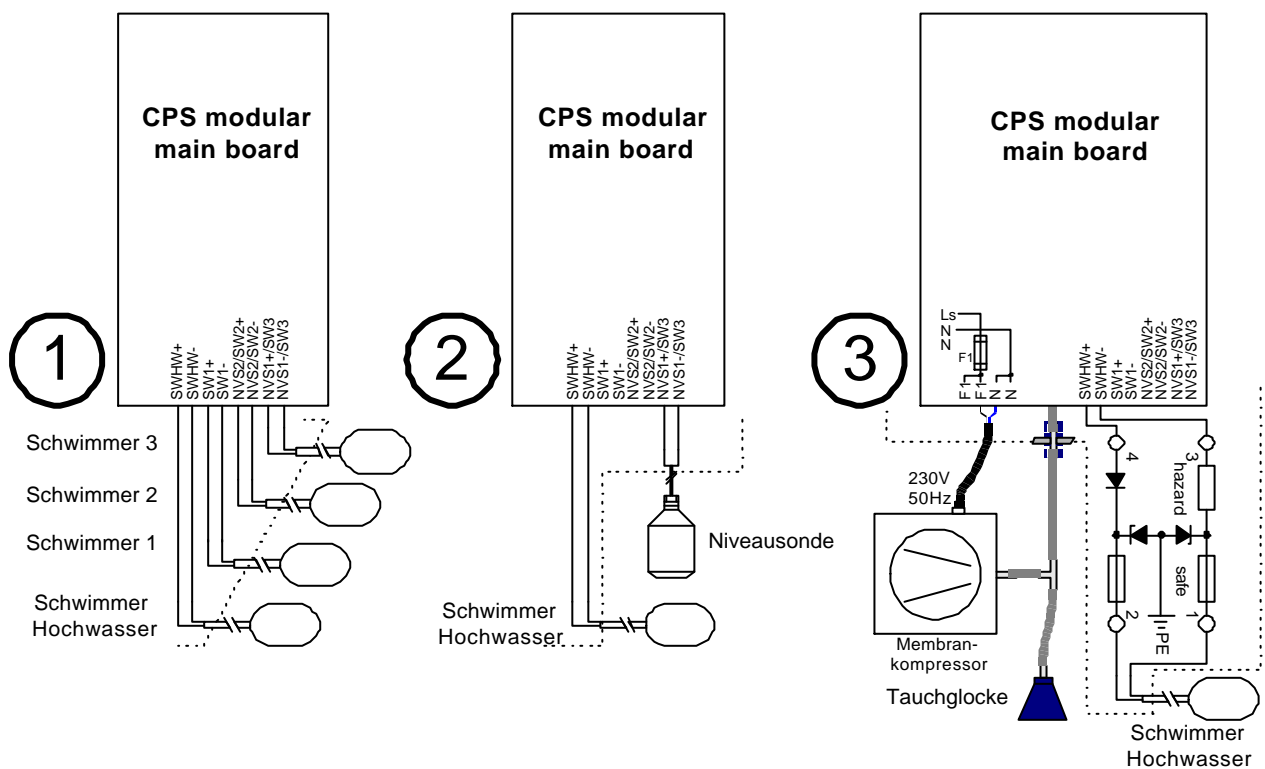 CPS modular
main board
1
SWHW+
SWHW-
SW1+
SW1-
NVS2/SW2+
NVS2/SW2-
NVS1+/SW3
NVS1-/SW3
Schwimmer 3
Schwimmer 2
Schwimmer 1
Schwimmer
Hochwasser
CPS modular
main board
2
SWHW+
SWHW-
SW1+
SW1-
NVS2/SW2+
NVS2/SW2-
NVS1+/SW3
NVS1-/SW3
Niveausonde
Schwimmer
Hochwasser
CPS modular
main board
3
Ls
N
N
F1
F1
F1
N
N
SWHW+
SWHW-
SW1+
SW1-
NVS2/SW2+
NVS2/SW2-
NVS1+/SW3
NVS1-/SW3
230V
50Hz
4
3
hazard
safe
2
1
PE
Membran-
kompressor
Tauchglocke
Schwimmer
Hochwasser